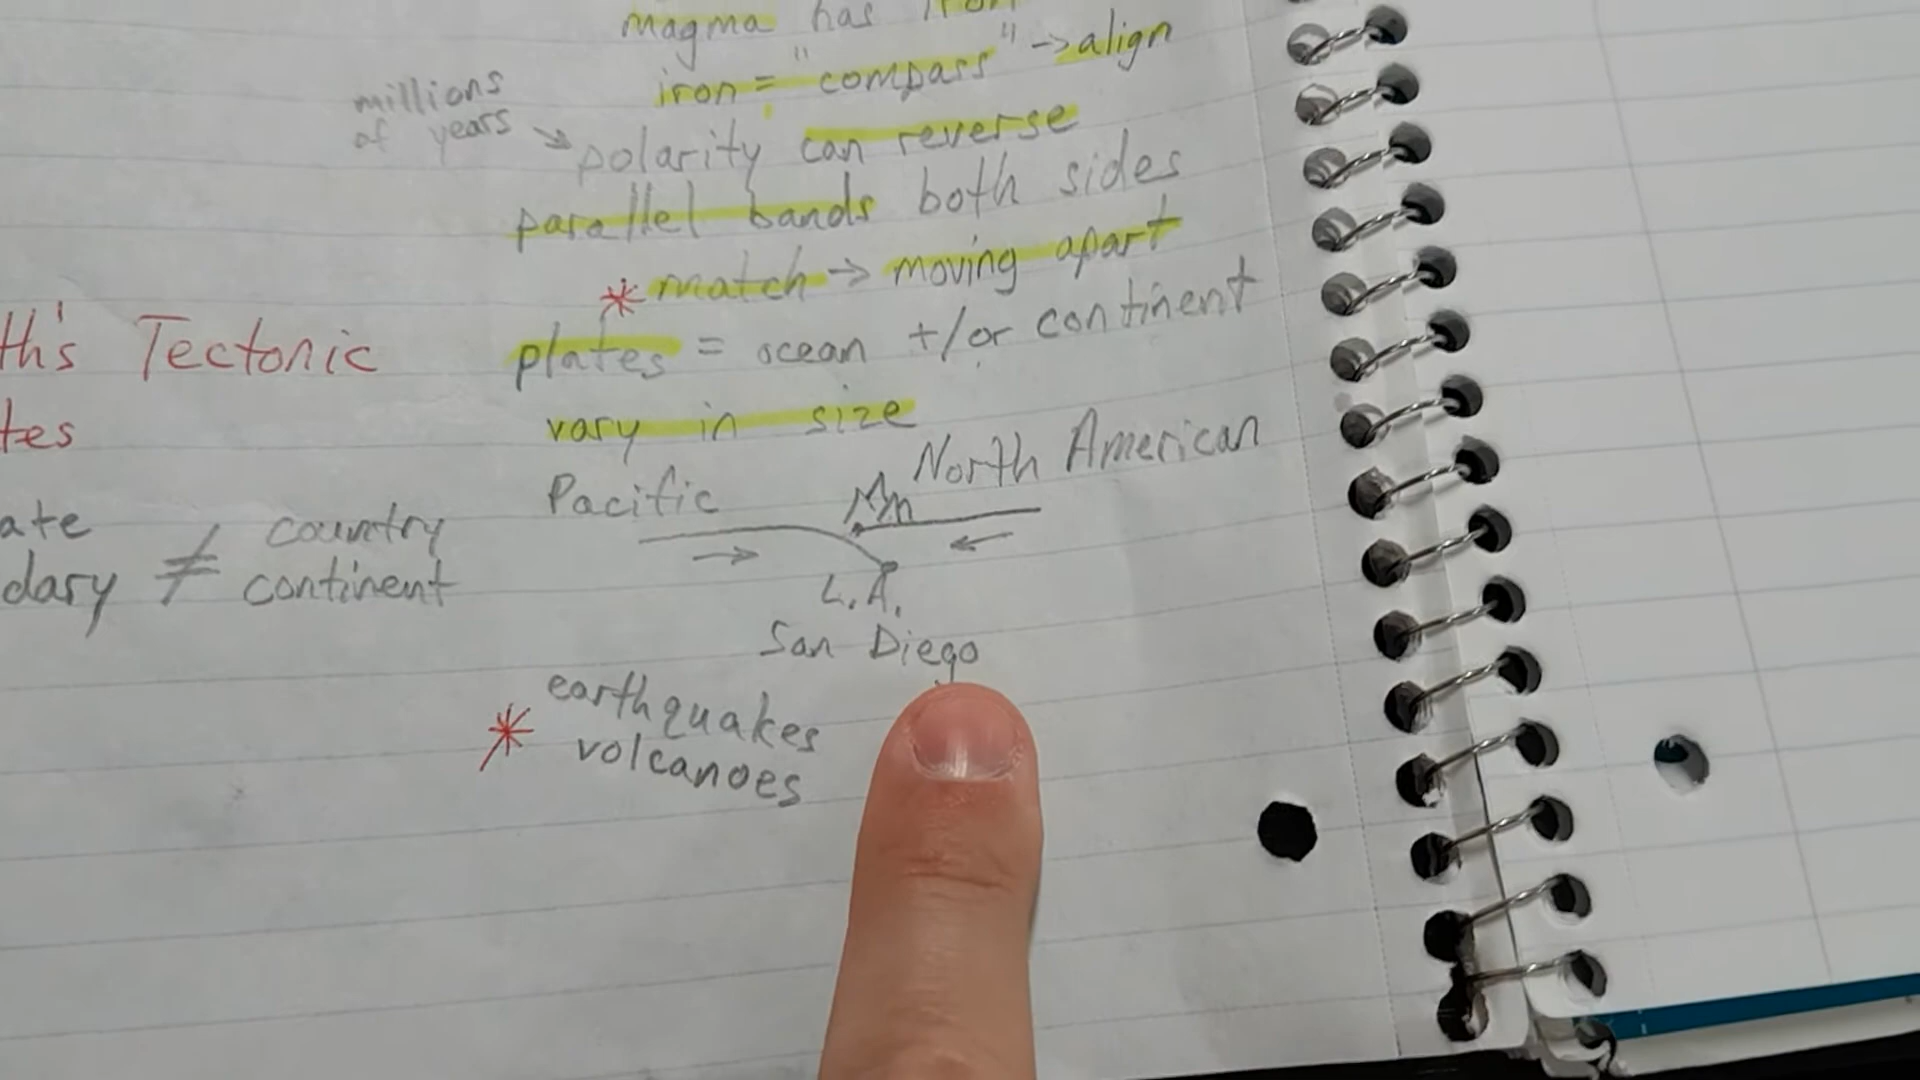 magma has iron
iron = "compass" -> align
millions
of years
polarity can reverse
parallel bands both sides
* match -> moving apart
th's Tectonic
tes
plates = ocean +/or continent
vary in size
Pacific
North American
ate
dary ≠ country
continent
L.A.
San Diego
* earthquakes
volcanoes